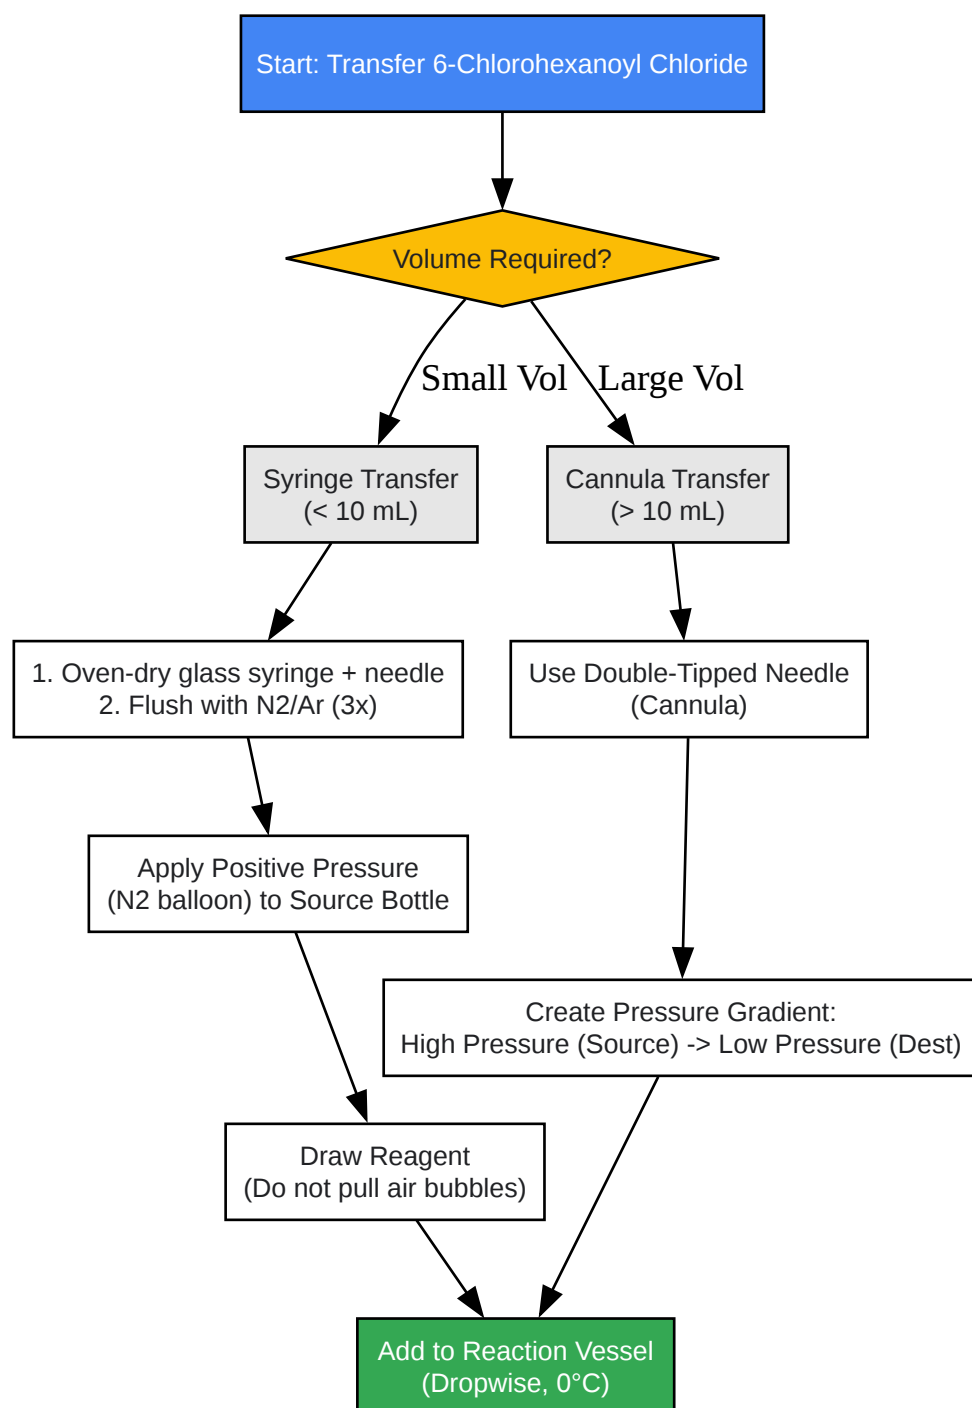 Start: Transfer 6-Chlorohexanoyl Chloride
Volume Required?
Small Vol
Large Vol
Syringe Transfer
(< 10 mL)
Cannula Transfer
(> 10 mL)
1. Oven-dry glass syringe + needle
2. Flush with N2/Ar (3x)
Use Double-Tipped Needle
(Cannula)
Apply Positive Pressure
(N2 balloon) to Source Bottle
Create Pressure Gradient:
High Pressure (Source) -> Low Pressure (Dest)
Draw Reagent
(Do not pull air bubbles)
Add to Reaction Vessel
(Dropwise, 0°C)